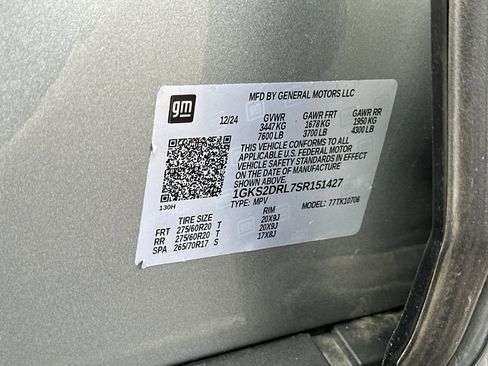 gm
MFD BY GENERAL MOTORS LLC
12/24 GVWR GAWR FRT GAWR RR
3447 KG 1678 KG 1950 KG
7600 LB 3700 LB 4300 LB
THIS VEHICLE CONFORMS TO ALL
APPLICABLE U.S. FEDERAL MOTOR
VEHICLE SAFETY STANDARDS IN EFFECT
ON THE DATE OF MANUFACTURE SHOWN
ABOVE.
1GKS2DRL7SR151427
TYPE: MPV MODEL: 77TK10706
130H
TIRE SIZE RIM
FRT 275/60R20 T 20X9J
RR 275/60R20 T 20X9J
SPA 265/70R17 S 17X8J